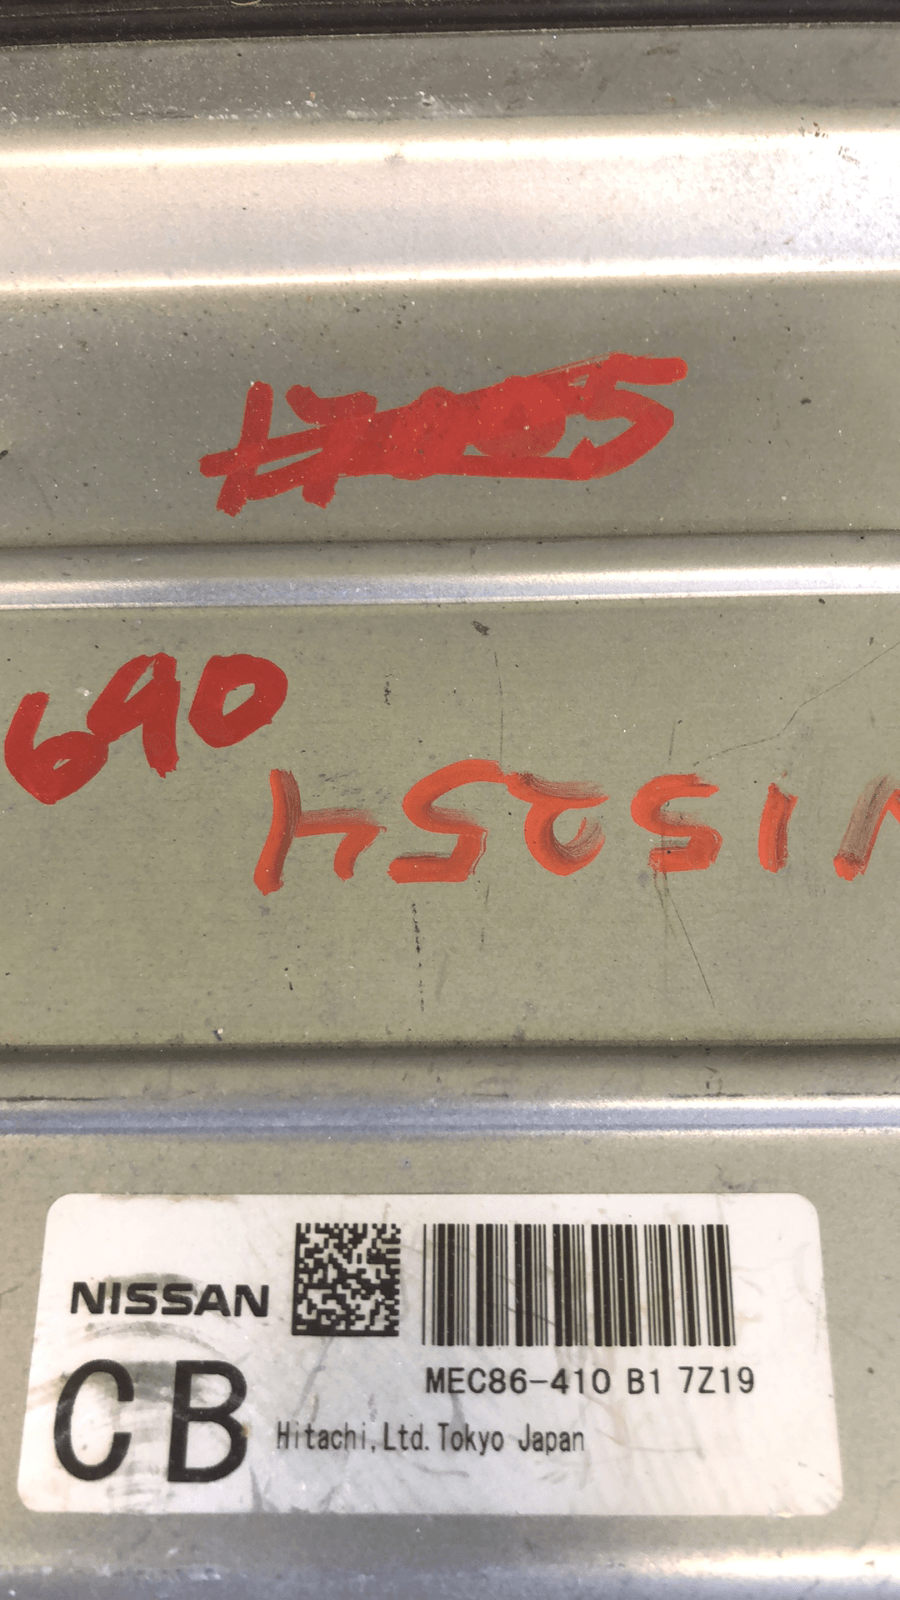 690
NISSAN
MEC86-410 B1 7Z19
CB
Hitachi,Ltd. Tokyo Japan